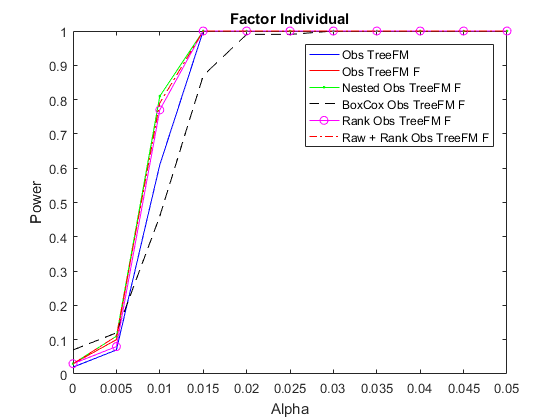 Factor Individual
1
0.9
0.8
0.7
0.6
0.5
0.4
0.3
0.2
0.1
0
Power
Obs TreeFM
Obs TreeFM F
Nested Obs TreeFM F
BoxCox Obs TreeFM F
Rank Obs TreeFM F
Raw + Rank Obs TreeFM F
0 0.005 0.01 0.015 0.02 0.025 0.03 0.035 0.04 0.045 0.05
Alpha